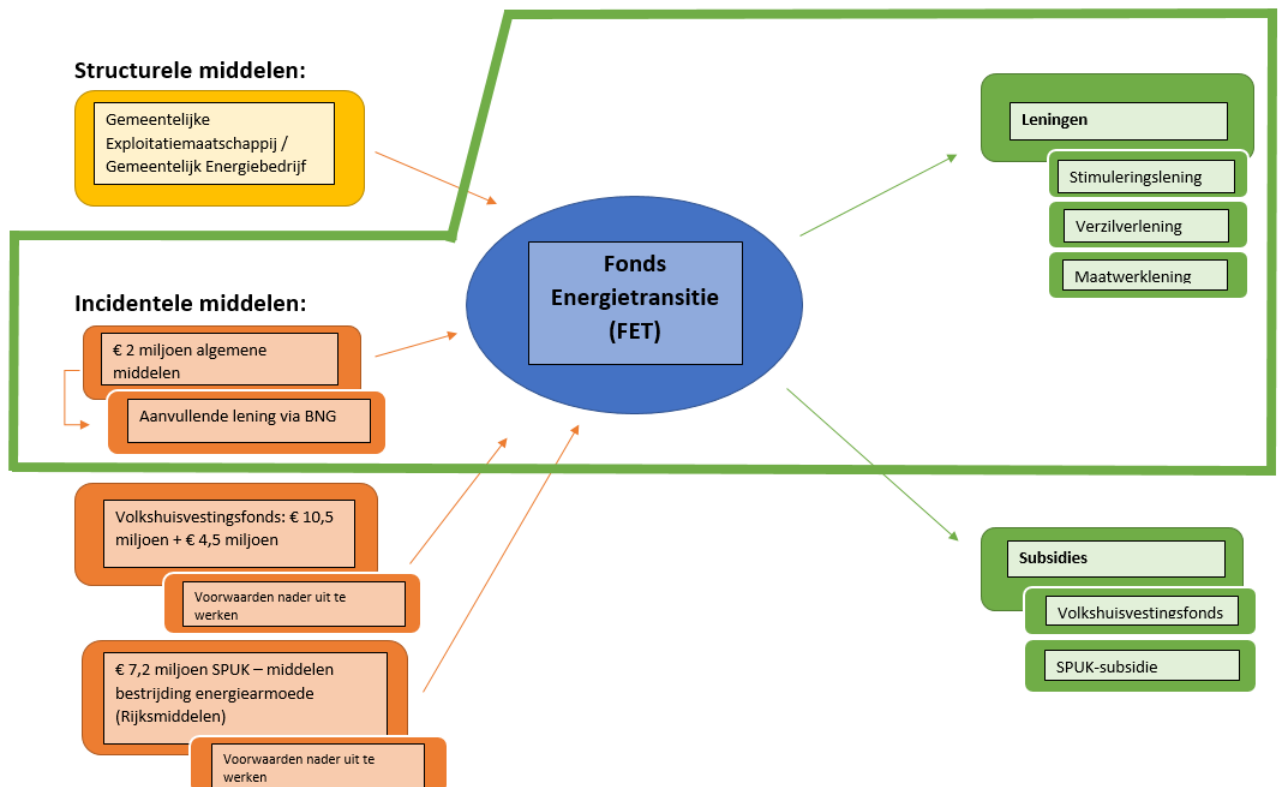 Structurele middelen:
Gemeentelijke
Exploitatiemaatschappij /
Gemeentelijk Energiebedrijf
Incidentele middelen:
€ 2 miljoen algemene
middelen
Aanvullende lening via BNG
Volkshuisvestingsfonds: € 10,5
miljoen + € 4,5 miljoen
Voorwaarden nader uit te
werken
€ 7,2 miljoen SPUK – middelen
bestrijding energiearmoede
(Rijksmiddelen)
Voorwaarden nader uit te
werken
Fonds
Energietransitie
(FET)
Leningen
Stimuleringslening
Verzilverlening
Maatwerklening
Subsidies
Volkshuisvestingsfonds
SPUK-subsidie